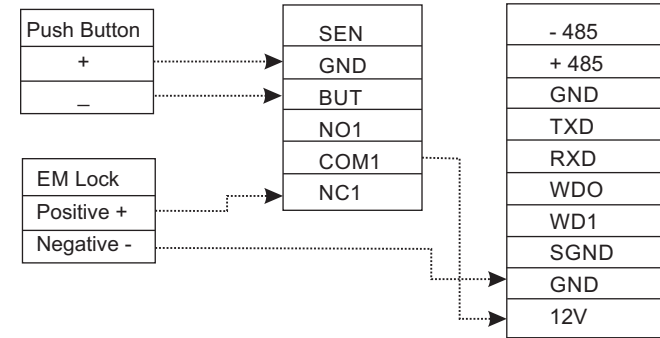 Push Button
+
_
EM Lock
Positive +
Negative -
SEN
GND
BUT
NO1
COM1
NC1
- 485
+ 485
GND
TXD
RXD
WDO
WD1
SGND
GND
12V